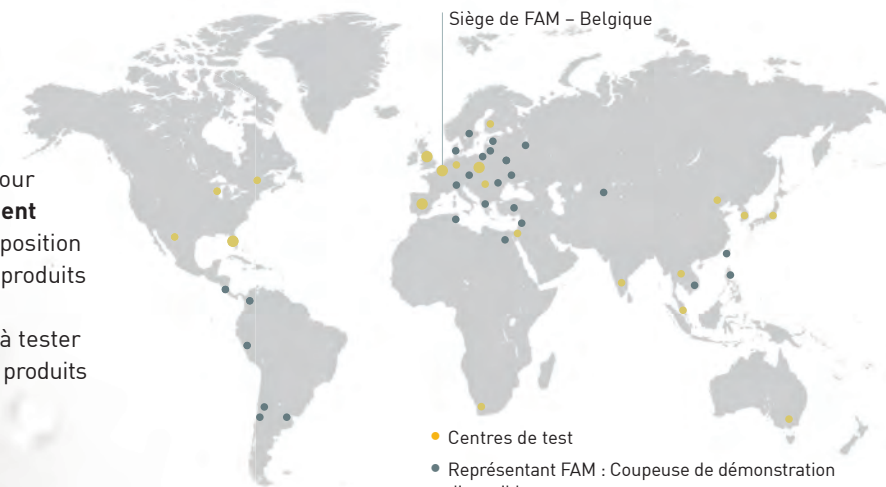 Siège de FAM – Belgique
our
ent
position
produits
à tester
produits
Centres de test
Représentant FAM : Coupeuse de démonstration